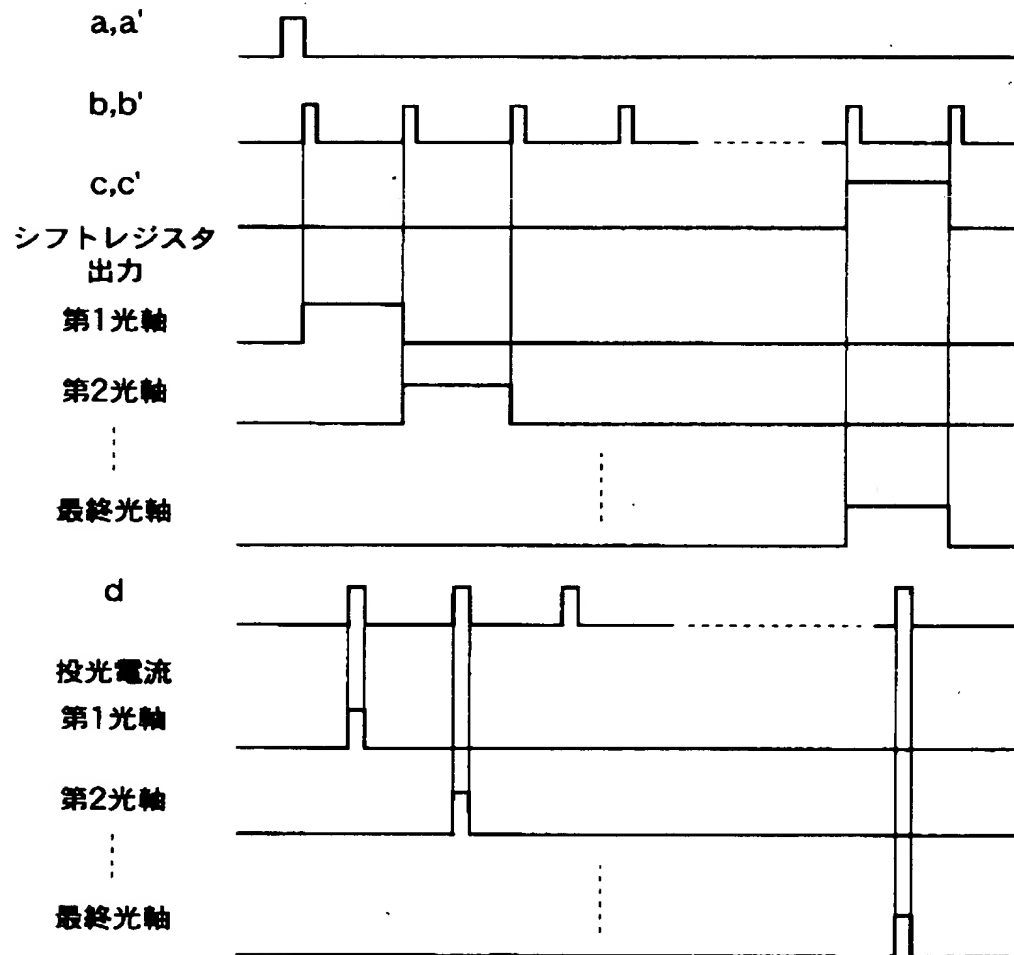 a,a'
b,b'
c,c'
シフトレジスタ
出力
第1光軸
第2光軸
最終光軸
d
投光電流
第1光軸
第2光軸
最終光軸